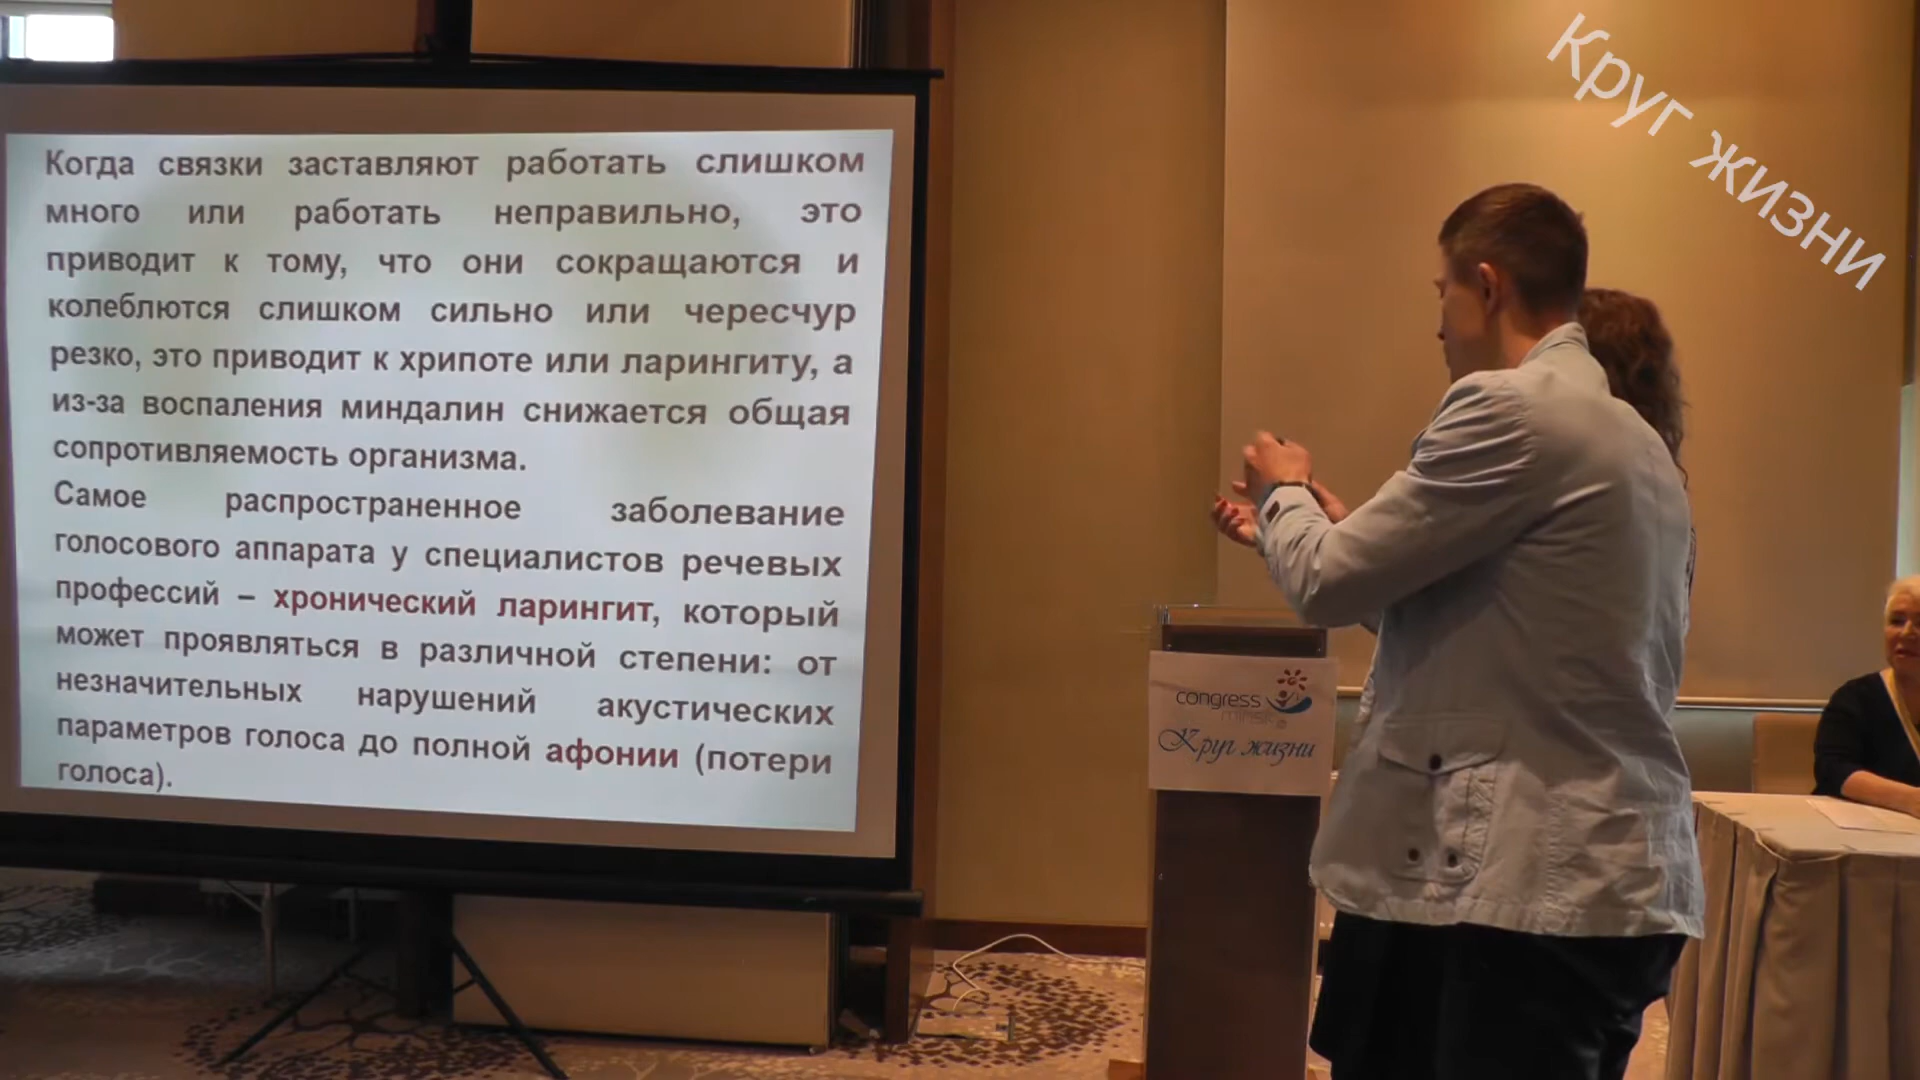 Когда связки заставляют работать слишком
много или работать неправильно, это
приводит к тому, что они сокращаются и
колеблются слишком сильно или чересчур
резко, это приводит к хрипоте или ларингиту, а
из-за воспаления миндалин снижается общая
сопротивляемость организма.
Самое распространенное заболевание
голосового аппарата у специалистов речевых
профессий – хронический ларингит, который
может проявляться в различной степени: от
незначительных нарушений акустических
параметров голоса до полной афонии (потери
голоса).
Круг жизни
congress
minsk
Круг жизни